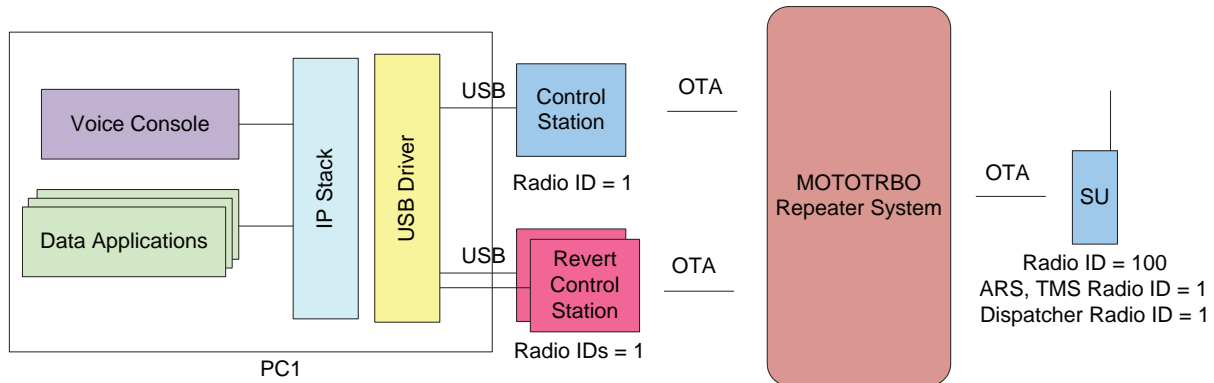 Voice Console
Data Applications
IP Stack
USB Driver
PC1
USB
Control
Station
Radio ID = 1
USB
Revert
Control
Station
Radio IDs = 1
OTA
OTA
MOTOTRBO
Repeater System
OTA
SU
Radio ID = 100
ARS, TMS Radio ID = 1
Dispatcher Radio ID = 1